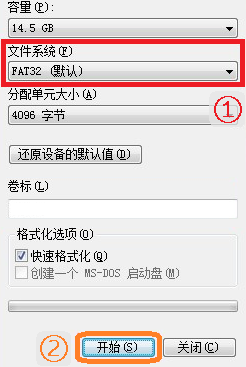 容量(P):
14.5 GB
文件系统(F)
FAT32 (默认)
分配单元大小(A)
①
4096 字节
还原设备的默认值(D)
卷标(L)
格式化选项(O)
快速格式化(Q)
创建一个 MS-DOS 启动盘(M)
② 开始(S) 关闭(C)